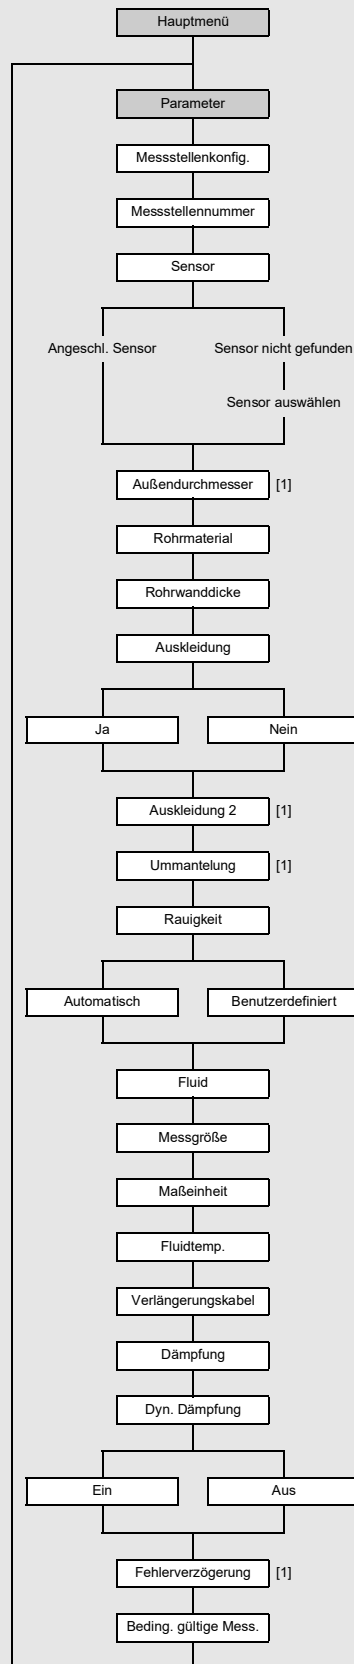 Hauptmenü
Parameter
Messstellenkonfig.
Messstellennummer
Sensor
Angeschl. Sensor
Sensor nicht gefunden
Sensor auswählen
Außendurchmesser [1]
Rohrmaterial
Rohrwanddicke
Auskleidung
Ja
Nein
Auskleidung 2 [1]
Ummantelung [1]
Rauigkeit
Automatisch
Benutzerdefiniert
Fluid
Messgröße
Maßeinheit
Fluidtemp.
Verlängerungskabel
Dämpfung
Dyn. Dämpfung
Ein
Aus
Fehlerverzögerung [1]
Beding. gültige Mess.